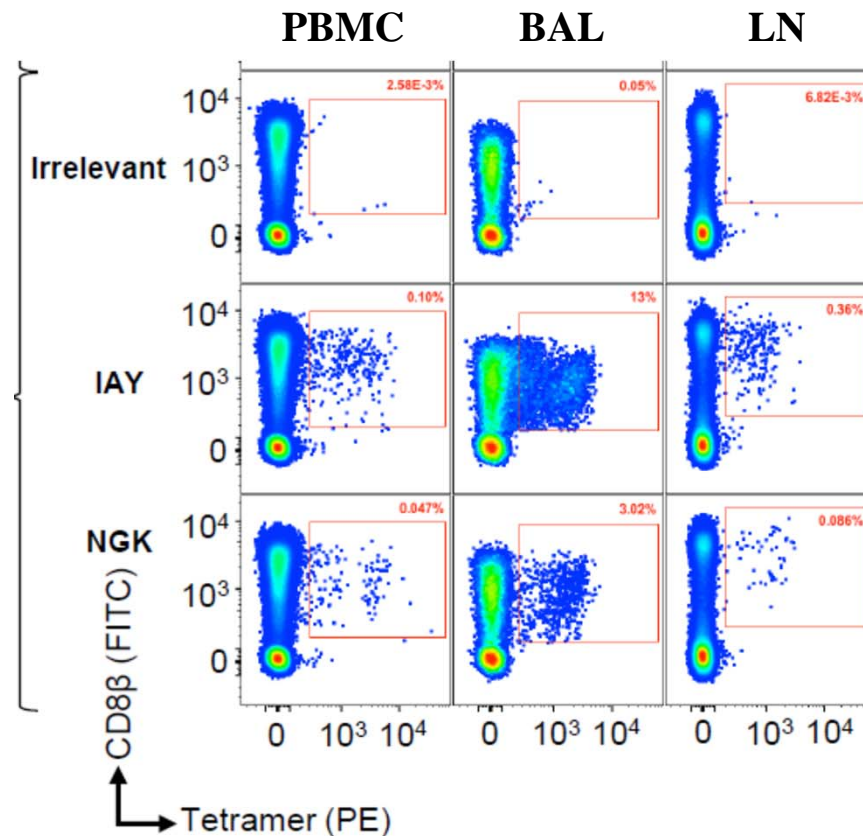 PBMC BAL LN
2.58E-3% 0.05% 6.82E-3%
Irrelevant 10⁴ 10³ 0
0.10% 13% 0.36%
IAY 10⁴ 10³ 0
0.047% 3.02% 0.086%
NGK 10⁴ 10³ 0
0 10³ 10⁴ 0 10³ 10⁴ 0 10³ 10⁴
CD8β (FITC)
Tetramer (PE)